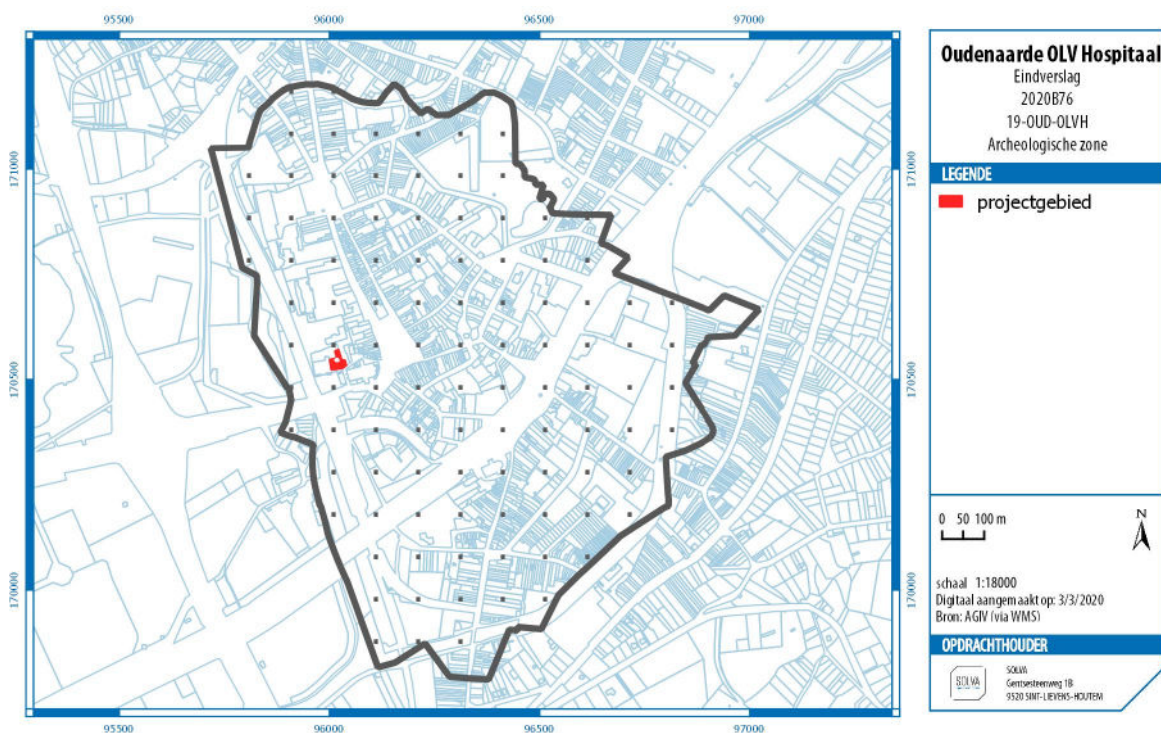 95500 96000 96500 97000
171000 171000
170500 170500
170000 170000
95500 96000 96500 97000
Oudenaarde OLV Hospitaal
Eindverslag
2020B76
19-OUD-OLVH
Archeologische zone
LEGENDE
projectgebied
0 50 100 m
N
schaal 1:18000
Digitaal aangemaakt op: 3/3/2020
Bron: AGIV (via WMS)
OPDRACHTHOUDER
SOLVA
SOLVA
Gentsesteenweg 1B
9520 SINT-LIEVENS-HOUTEM